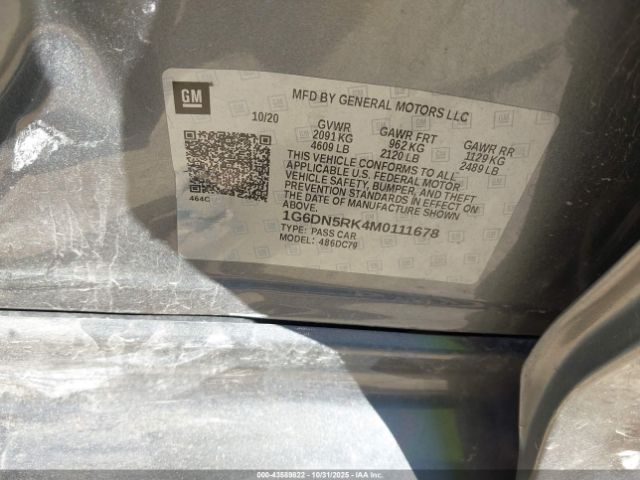 GM
MFD BY GENERAL MOTORS LLC
10/20
GVWR
2091 KG
4609 LB
GAWR FRT
962 KG
2120 LB
GAWR RR
1129 KG
2489 LB
THIS VEHICLE CONFORMS TO ALL
APPLICABLE U.S. FEDERAL MOTOR
VEHICLE SAFETY, BUMPER, AND THEFT
PREVENTION STANDARDS IN EFFECT ON
THE DATE OF MANUFACTURE SHOWN
ABOVE.
464C
1G6DN5RK4M0111678
TYPE: PASS CAR
MODEL: 486DC79
000-43589822 - 10/31/2025 - IAA Inc.